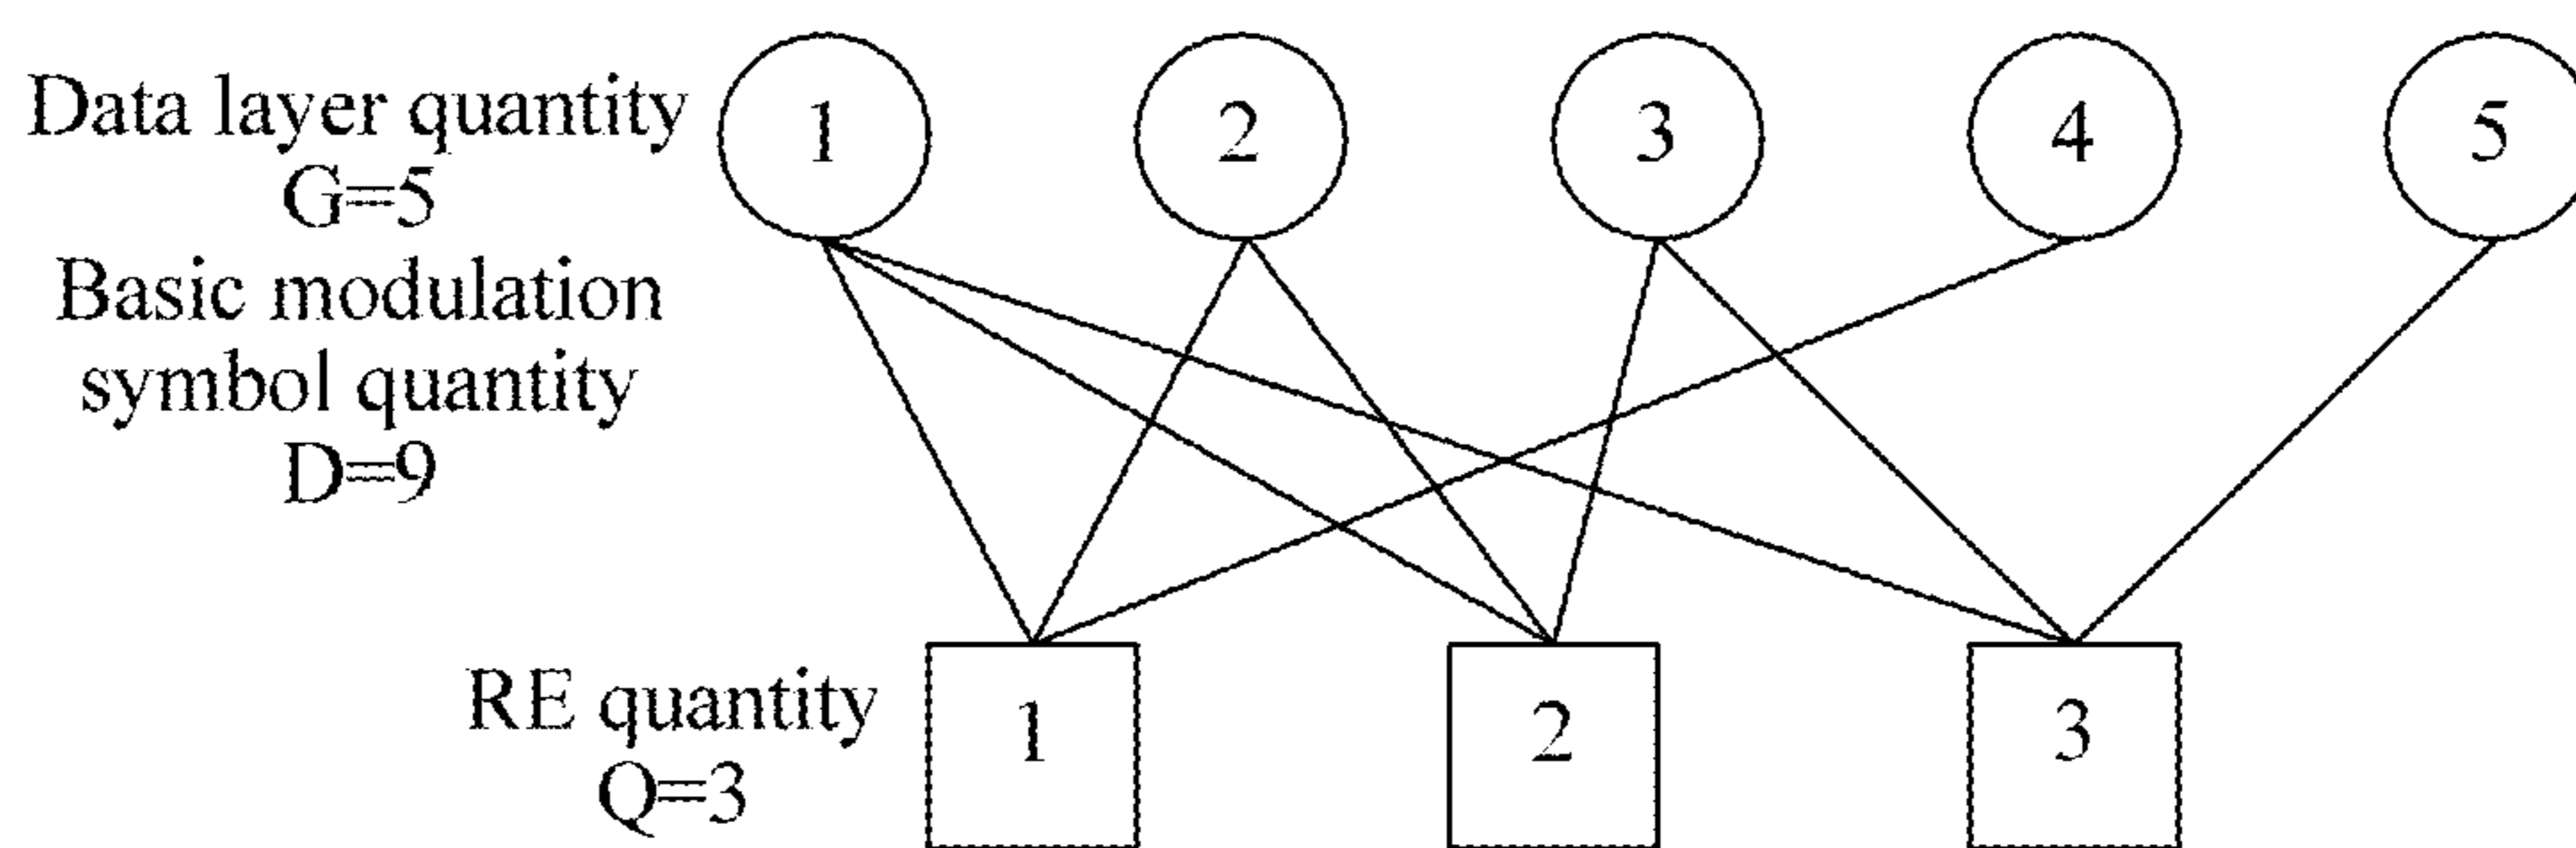 Data layer quantity
G=5
Basic modulation
symbol quantity
D=9
1
2
3
4
5
RE quantity
Q=3
1
2
3